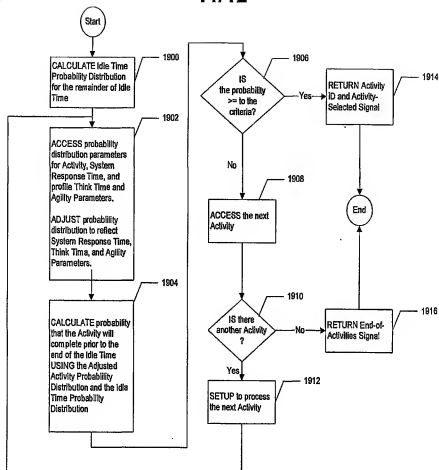 Start
CALCULATE Idle Time
Probability Distribution
for the remainder of Idle
Time
1900
1902
ACCESS probability
distribution parameters
for Activity, System
Response Time, and
profile Think Time and
Agility Parameters.
ADJUST probability
distribution to reflect
System Response Time,
Think Time, and Agility
Parameters.
1904
CALCULATE probability
that the Activity will
complete prior to the
end of the Idle Time
USING the Adjusted
Activity Probability
Distribution and the Idle
Time Probability
Distribution
1906
IS
the probability
>= to the
criteria?
Yes
No
1908
ACCESS the next
Activity
1910
IS there
another Activity
?
No
Yes
1912
SETUP to process
the next Activity
1914
RETURN Activity
ID and Activity-
Selected Signal
End
1916
RETURN End-of-
Activities Signal